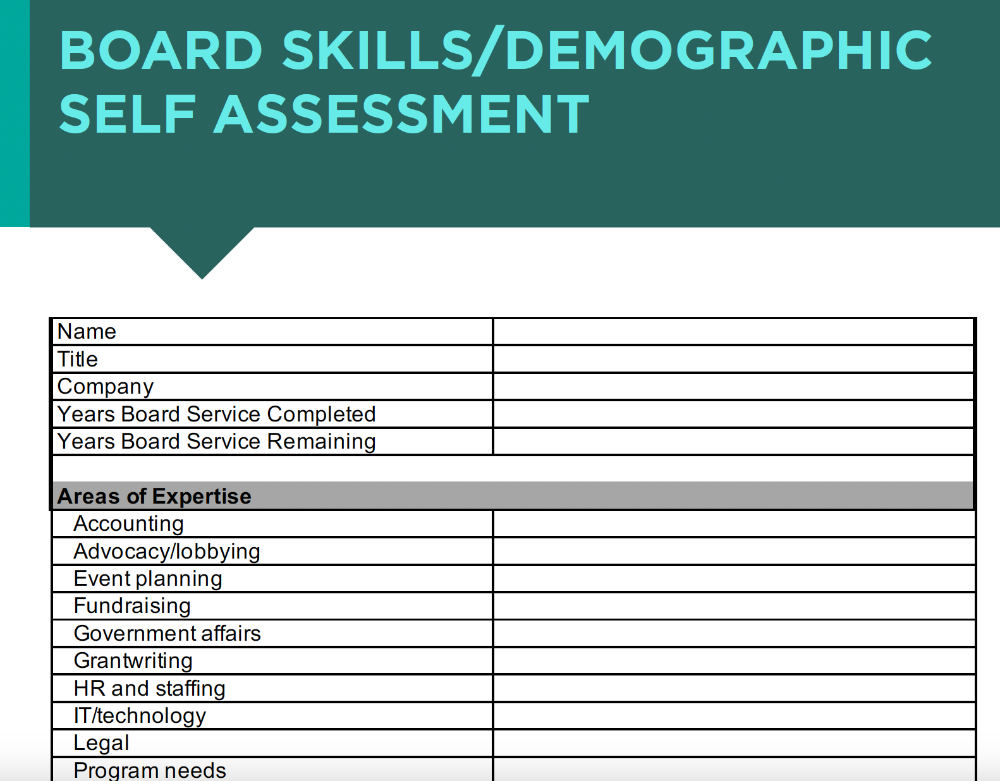 BOARD SKILLS/DEMOGRAPHIC
SELF ASSESSMENT
Name
Title
Company
Years Board Service Completed
Years Board Service Remaining
Areas of Expertise
Accounting
Advocacy/lobbying
Event planning
Fundraising
Government affairs
Grantwriting
HR and staffing
IT/technology
Legal
Program needs